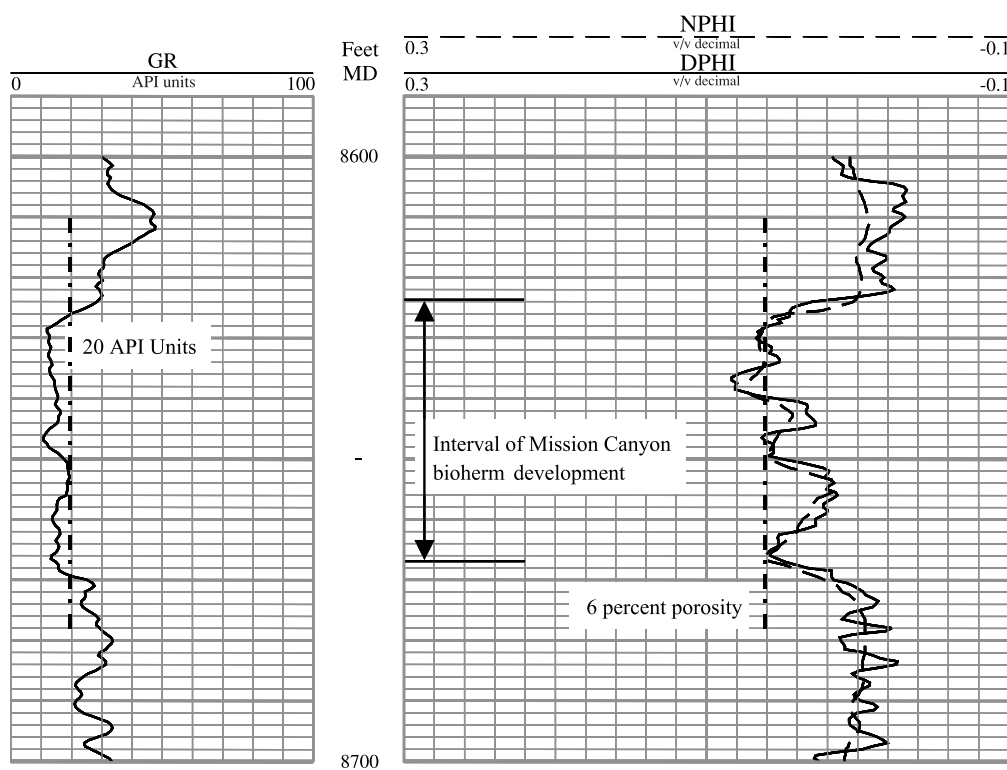 NPHI
0.3 v/v decimal -0.1
GR Feet DPHI
0 API units 100 MD 0.3 v/v decimal -0.1
8600
20 API Units
Interval of Mission Canyon
bioherm development
-
6 percent porosity
8700